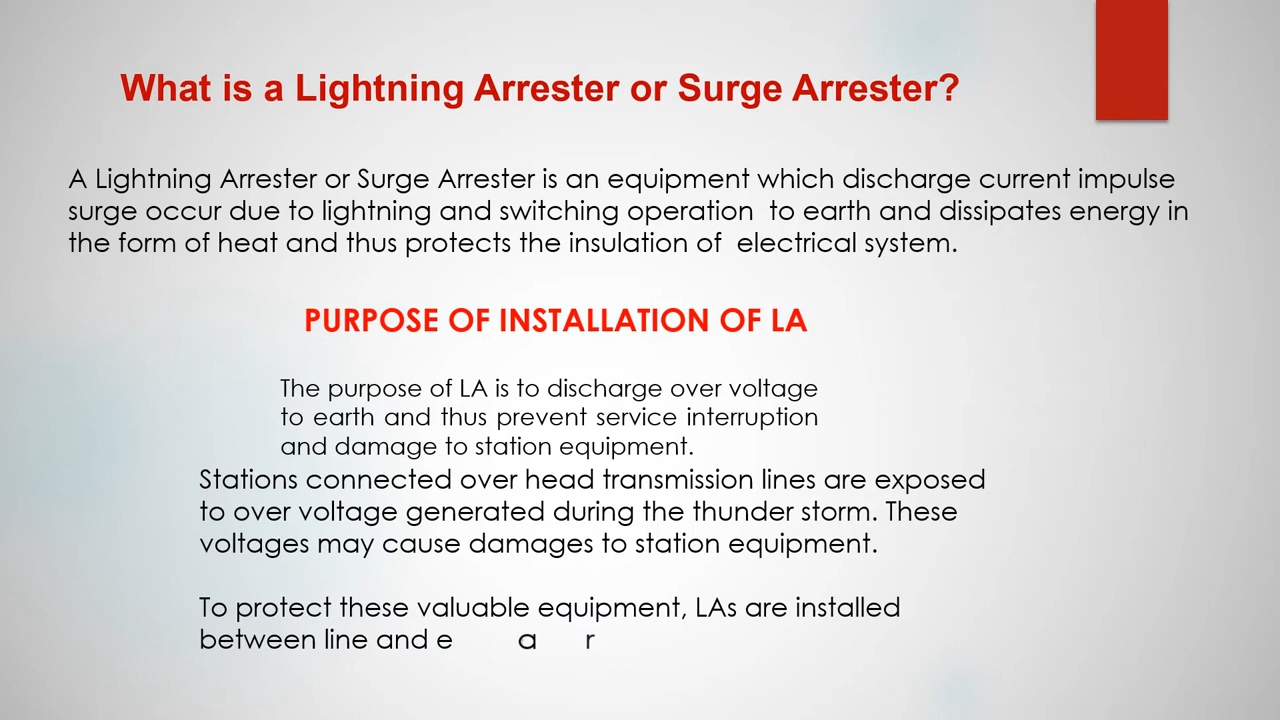 What is a Lightning Arrester or Surge Arrester?
A Lightning Arrester or Surge Arrester is an equipment which discharge current impulse
surge occur due to lightning and switching operation  to earth and dissipates energy in
the form of heat and thus protects the insulation of  electrical system.
PURPOSE OF INSTALLATION OF LA
The purpose of LA is to discharge over voltage
to earth and thus prevent service interruption
and damage to station equipment.
Stations connected over head transmission lines are exposed
to over voltage generated during the thunder storm. These
voltages may cause damages to station equipment.
To protect these valuable equipment, LAs are installed
between line and e a r